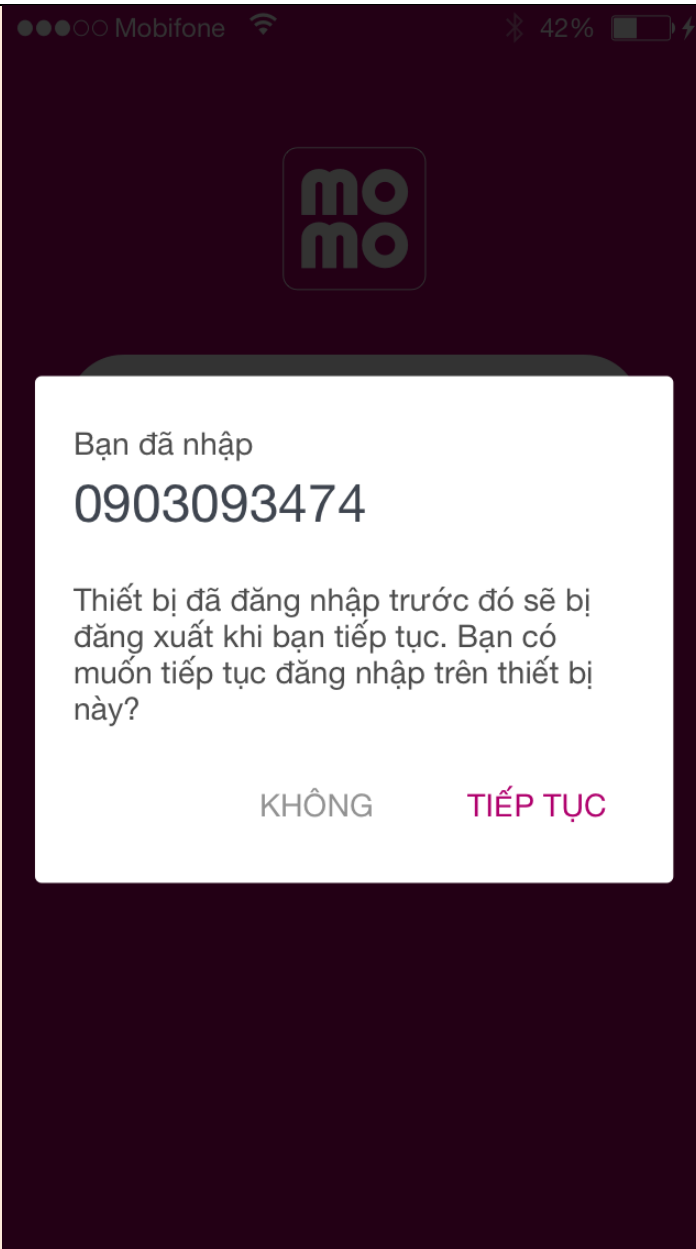 Mobifone 42%
mo
mo
Bạn đã nhập
0903093474
Thiết bị đã đăng nhập trước đó sẽ bị
đăng xuất khi bạn tiếp tục. Bạn có
muốn tiếp tục đăng nhập trên thiết bị
này?
KHÔNG TIẾP TỤC